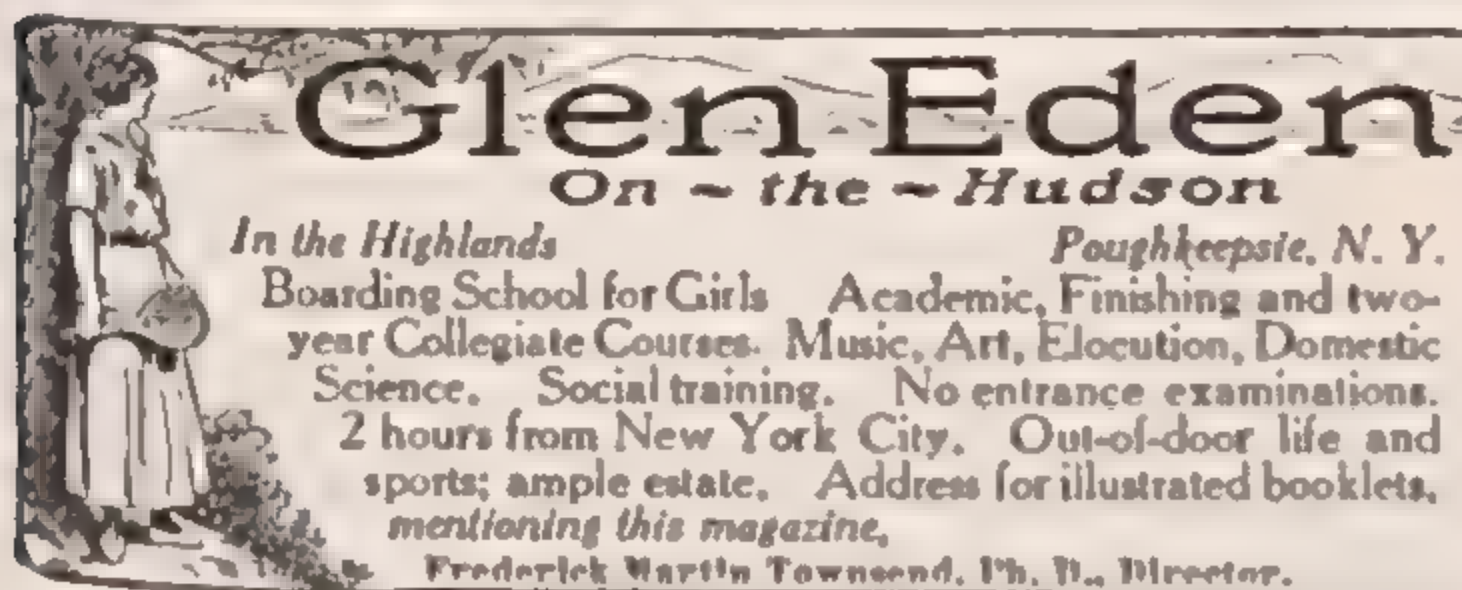 Glen Eden
On ~ the ~ Hudson
In the Highlands Poughkeepsie, N. Y.
Boarding School for Girls Academic, Finishing and two-
year Collegiate Courses. Music, Art, Elocution, Domestic
Science. Social training. No entrance examinations.
2 hours from New York City. Out-of-door life and
sports; ample estate. Address for illustrated booklets,
mentioning this magazine,
Frederick Martin Townsend, Ph. D., Director.